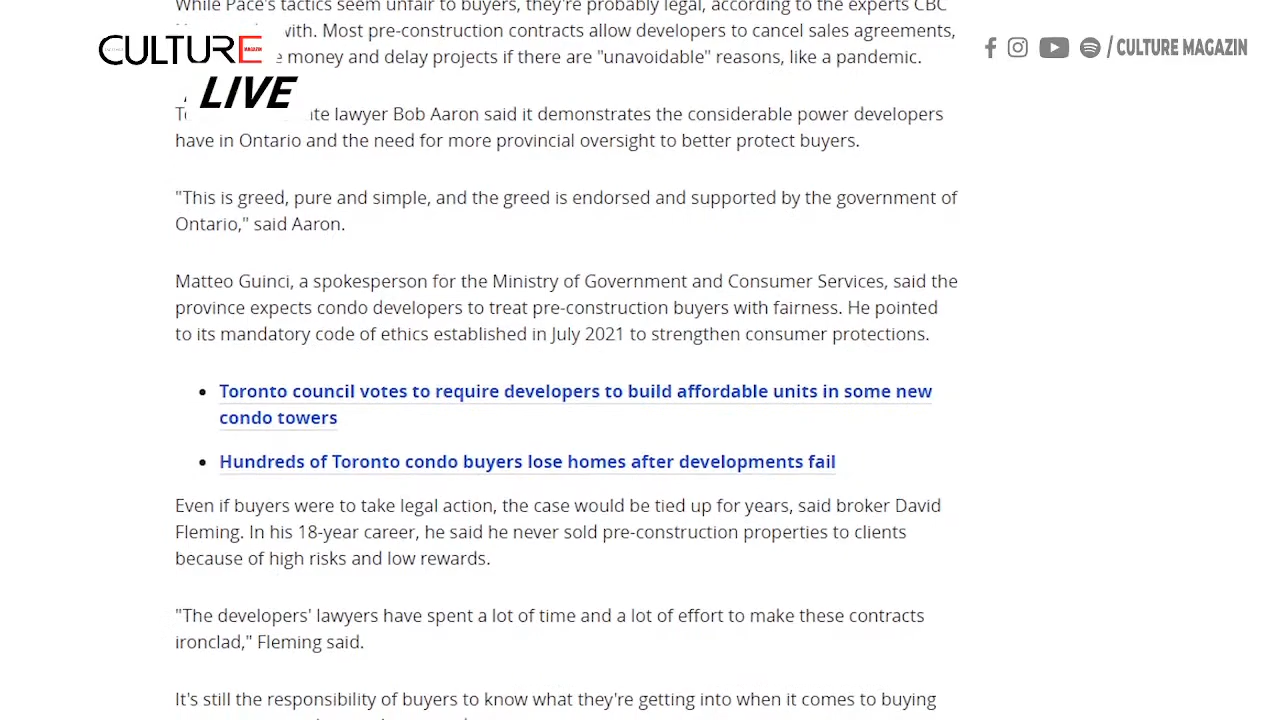 While Pace's tactics seem unfair to buyers, they're probably legal, according to the experts CBC
with. Most pre-construction contracts allow developers to cancel sales agreements,
money and delay projects if there are "unavoidable" reasons, like a pandemic.
CULTURE
MAGAZIN
LIVE
/ CULTURE MAGAZIN
lawyer Bob Aaron said it demonstrates the considerable power developers
have in Ontario and the need for more provincial oversight to better protect buyers.
"This is greed, pure and simple, and the greed is endorsed and supported by the government of
Ontario," said Aaron.
Matteo Guinci, a spokesperson for the Ministry of Government and Consumer Services, said the
province expects condo developers to treat pre-construction buyers with fairness. He pointed
to its mandatory code of ethics established in July 2021 to strengthen consumer protections.
• Toronto council votes to require developers to build affordable units in some new
condo towers
• Hundreds of Toronto condo buyers lose homes after developments fail
Even if buyers were to take legal action, the case would be tied up for years, said broker David
Fleming. In his 18-year career, he said he never sold pre-construction properties to clients
because of high risks and low rewards.
"The developers' lawyers have spent a lot of time and a lot of effort to make these contracts
ironclad," Fleming said.
It's still the responsibility of buyers to know what they're getting into when it comes to buying